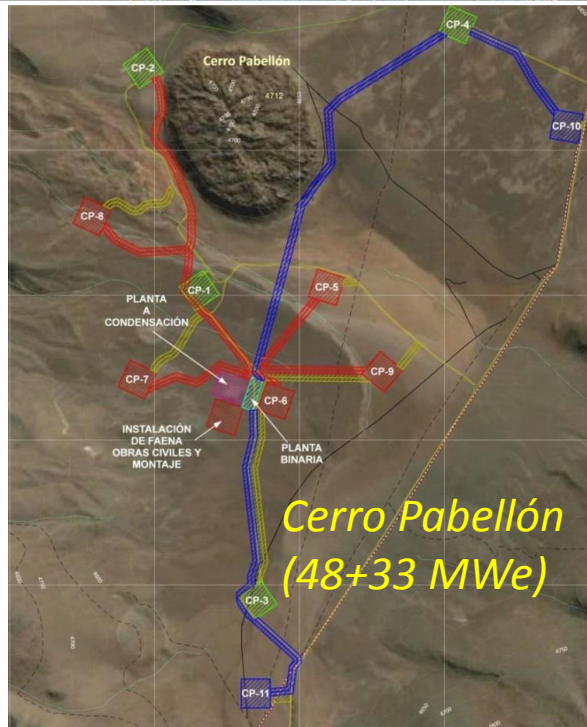 CP-4
CP-2
Cerro Pabellón
4712
4700
CP-10
CP-8
CP-1
CP-5
PLANTA
A
CONDENSACIÓN
CP-9
CP-7
CP-6
INSTALACIÓN
DE FAENA
OBRAS CIVILES Y
MONTAJE
PLANTA
BINARIA
Cerro Pabellón
(48+33 MWe)
CP-3
CP-11